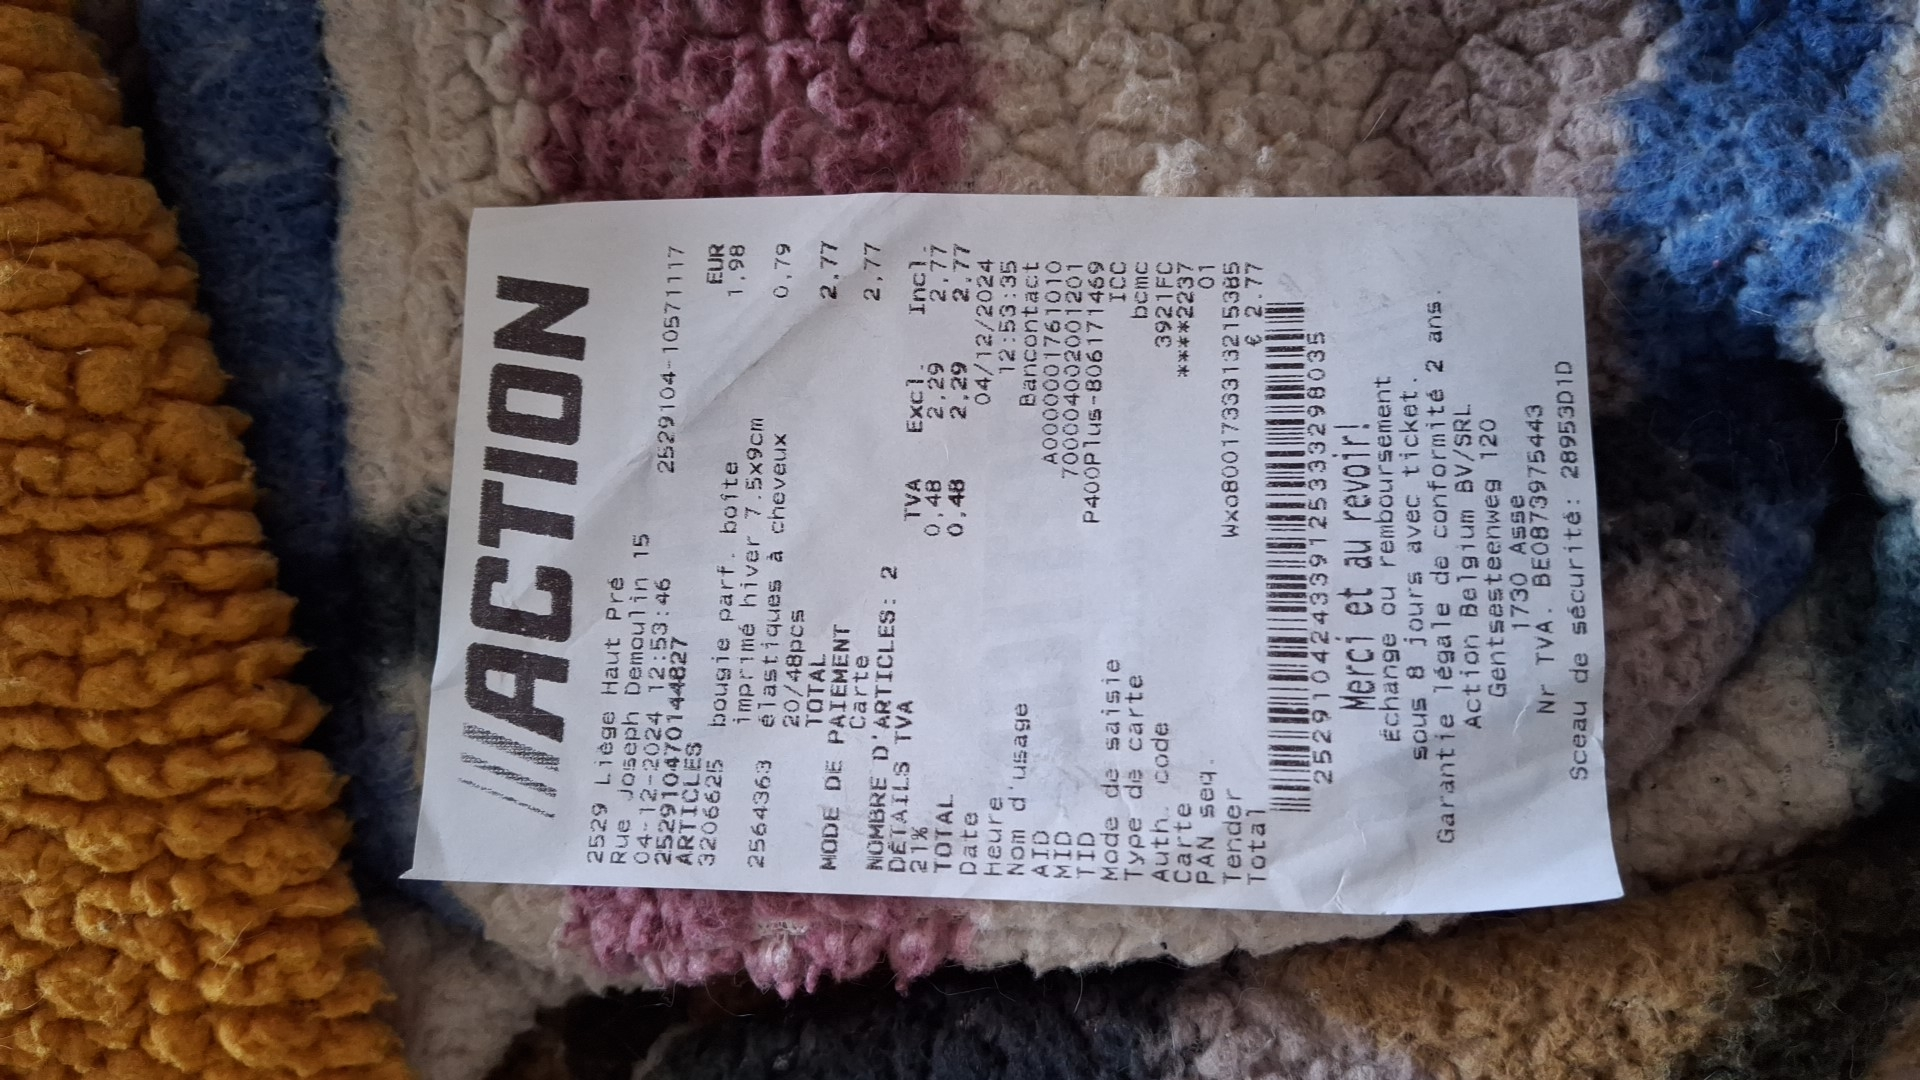 ///ACTION
2529 Liège Haut Pré
Rue Joseph Demoulin 15
04-12-2024 12:53:46 2529104-10571117
252910470144827
ARTICLES EUR
3206625 bougie parf. boîte 1,98
imprimé hiver 7.5x9cm
2564363 élastiques à cheveux 0,79
20/48pcs
TOTAL 2,77
MODE DE PAIEMENT
Carte 2,77
NOMBRE D'ARTICLES: 2
DÉTAILS TVA TVA Excl. Incl.
21% 0,48 2,29 2,77
TOTAL 0,48 2,29 2,77
Date 04/12/2024
Heure 12:53:35
Nom d'usage Bancontact
AID A0000001761010
MID 700004002001201
TID P400Plus-806171469
Mode de saisie ICC
Type de carte bcmc
Auth. code 3921FC
Carte ****2237
PAN seq. 01
Tender Wxo8001733313215385
Total € 2.77
252910424339125333298035
Merci et au revoir!
Échange ou remboursement
sous 8 jours avec ticket.
Garantie légale de conformité 2 ans.
Action Belgium BV/SRL
Gentsesteenweg 120
1730 Asse
Nr TVA. BE0873975443
Sceau de sécurité: 28953D1D